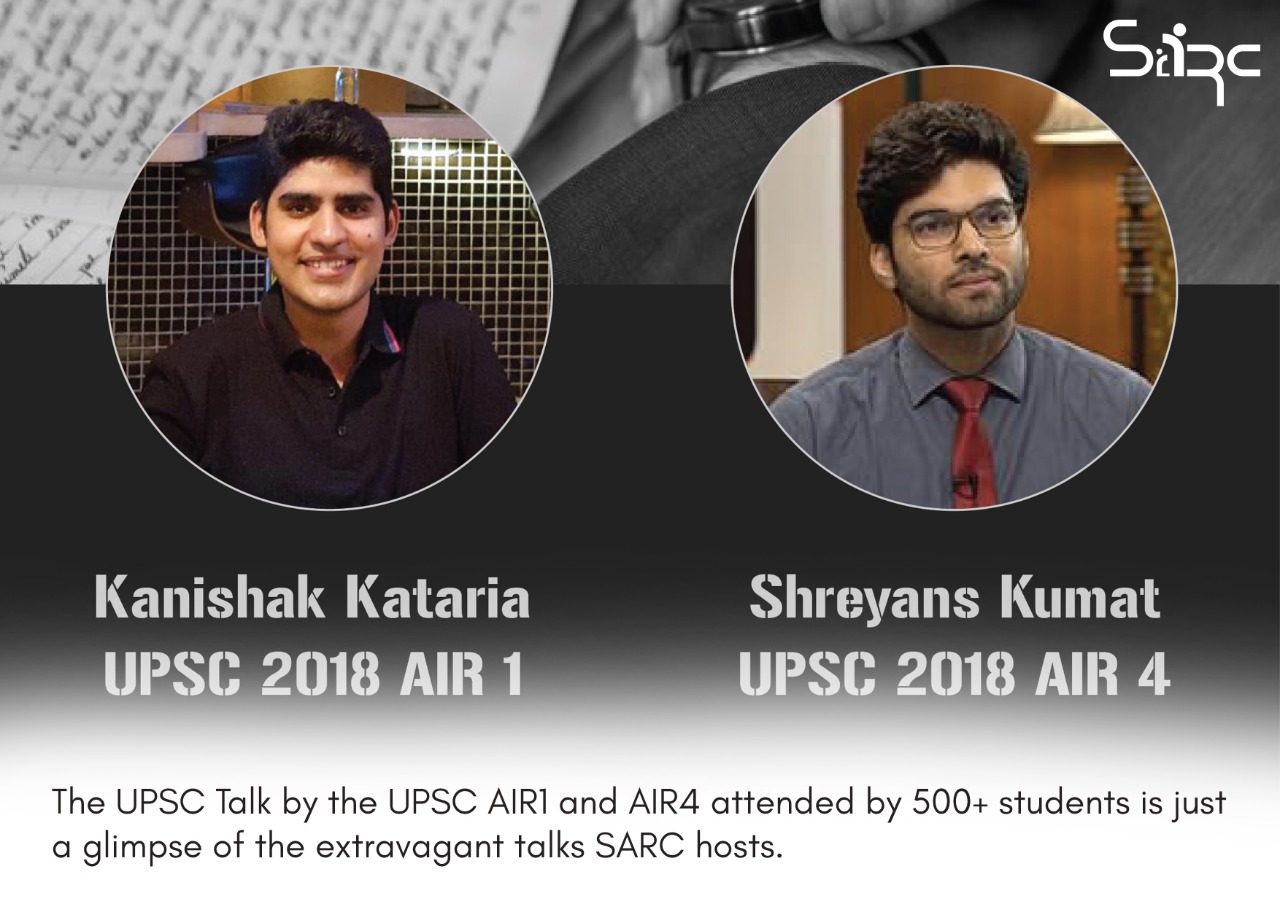 SARC
Kanishak Kataria
UPSC 2018 AIR 1
Shreyans Kumat
UPSC 2018 AIR 4
The UPSC Talk by the UPSC AIR1 and AIR4 attended by 500+ students is just
a glimpse of the extravagant talks SARC hosts.